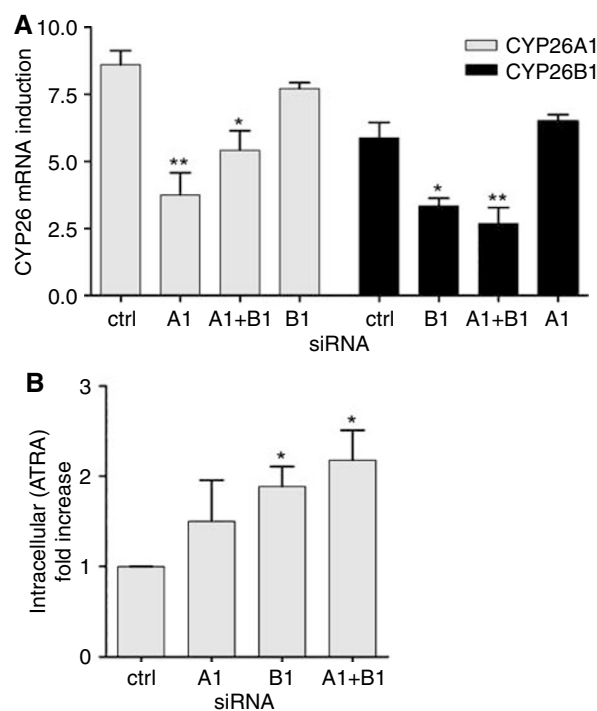 A
CYP26 mRNA induction
10.0
7.5
5.0
2.5
0.0
CYP26A1
CYP26B1
** * * **
ctrl A1 A1+B1 B1 ctrl B1 A1+B1 A1
siRNA
B
Intracellular (ATRA)
fold increase
3
2
1
0
* *
ctrl A1 B1 A1+B1
siRNA